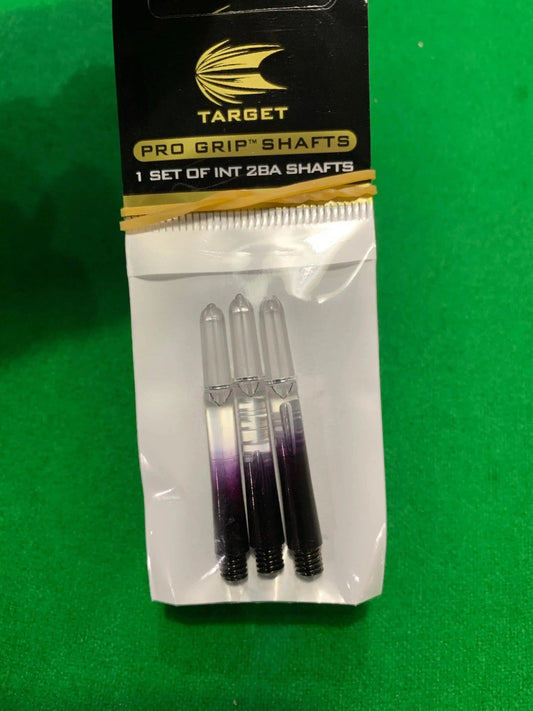 TARGET
PRO GRIP™ SHAFTS
1 SET OF INT 2BA SHAFTS